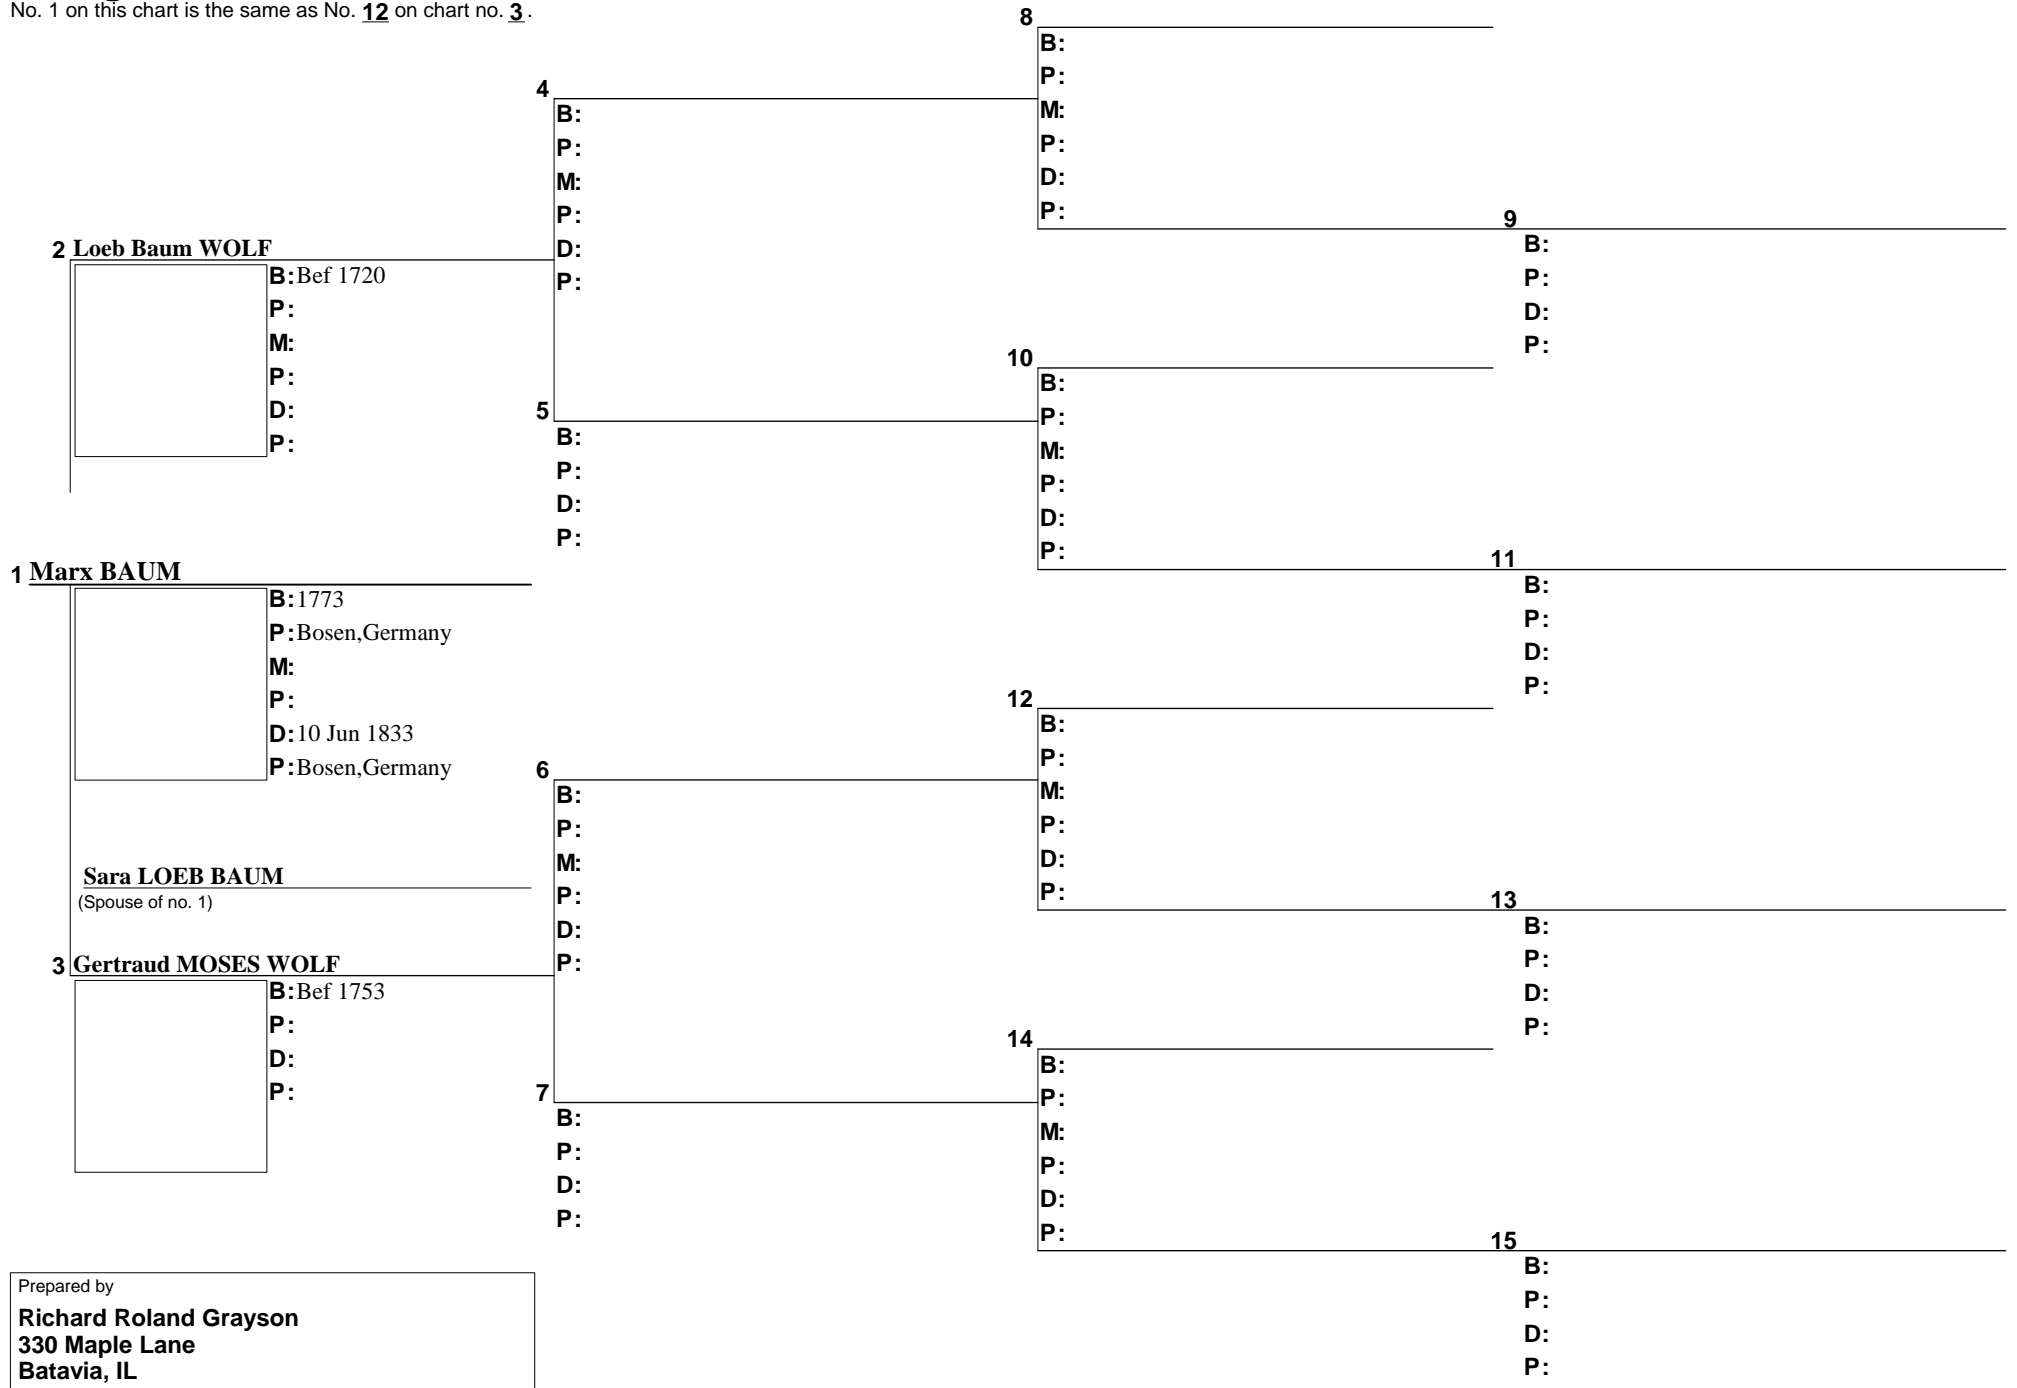 No. 1 on this chart is the same as No. 12 on chart no. 3.
2 Loeb Baum WOLF
B: Bef 1720
P:
M:
P:
D:
P:
1 Marx BAUM
B: 1773
P: Bosen,Germany
M:
P:
D: 10 Jun 1833
P: Bosen,Germany
Sara LOEB BAUM
(Spouse of no. 1)
3 Gertraud MOSES WOLF
B: Bef 1753
P:
D:
P:
4
B:
P:
M:
P:
D:
P:
5
B:
P:
D:
P:
6
B:
P:
M:
P:
D:
P:
7
B:
P:
D:
P:
8
B:
P:
M:
P:
D:
P:
9
B:
P:
D:
P:
10
B:
P:
M:
P:
D:
P:
11
B:
P:
D:
P:
12
B:
P:
M:
P:
D:
P:
13
B:
P:
D:
P:
14
B:
P:
M:
P:
D:
P:
15
B:
P:
D:
P:
Prepared by
Richard Roland Grayson
330 Maple Lane
Batavia, IL